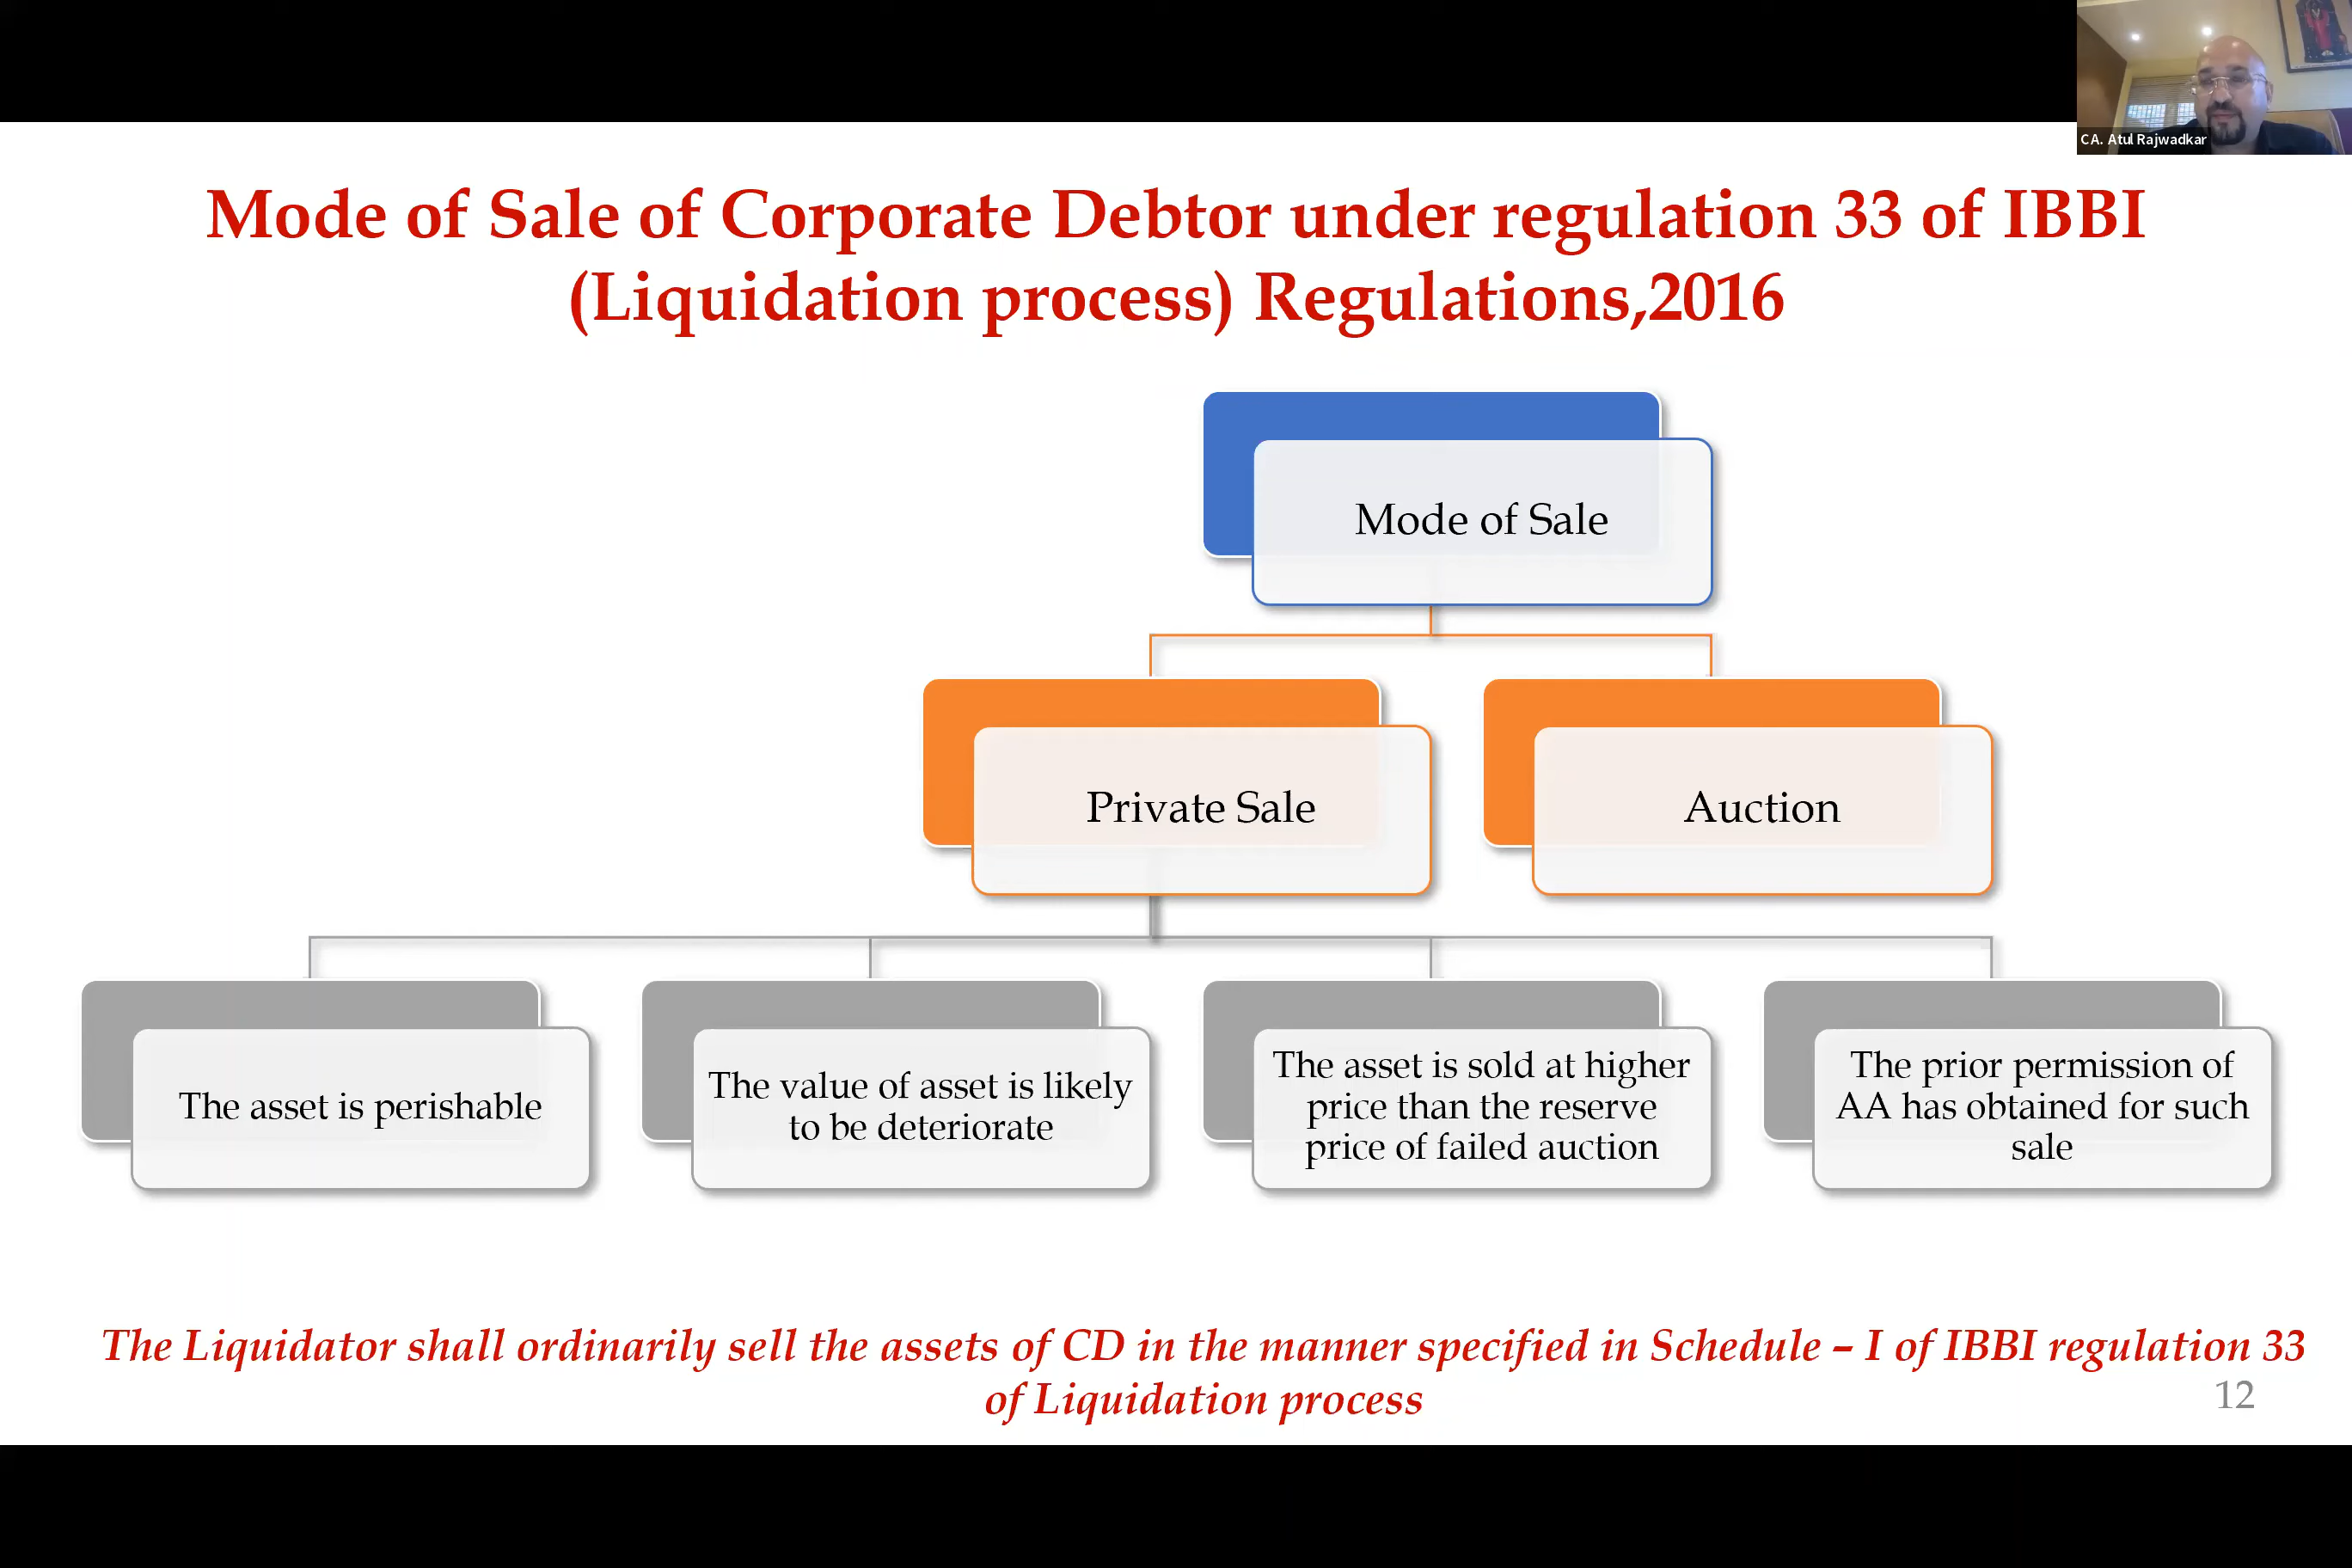 CA. Atul Rajwadkar
Mode of Sale of Corporate Debtor under regulation 33 of IBBI
(Liquidation process) Regulations,2016
Mode of Sale
Private Sale
Auction
The asset is perishable
The value of asset is likely
to be deteriorate
The asset is sold at higher
price than the reserve
price of failed auction
The prior permission of
AA has obtained for such
sale
The Liquidator shall ordinarily sell the assets of CD in the manner specified in Schedule – I of IBBI regulation 33
of Liquidation process
12